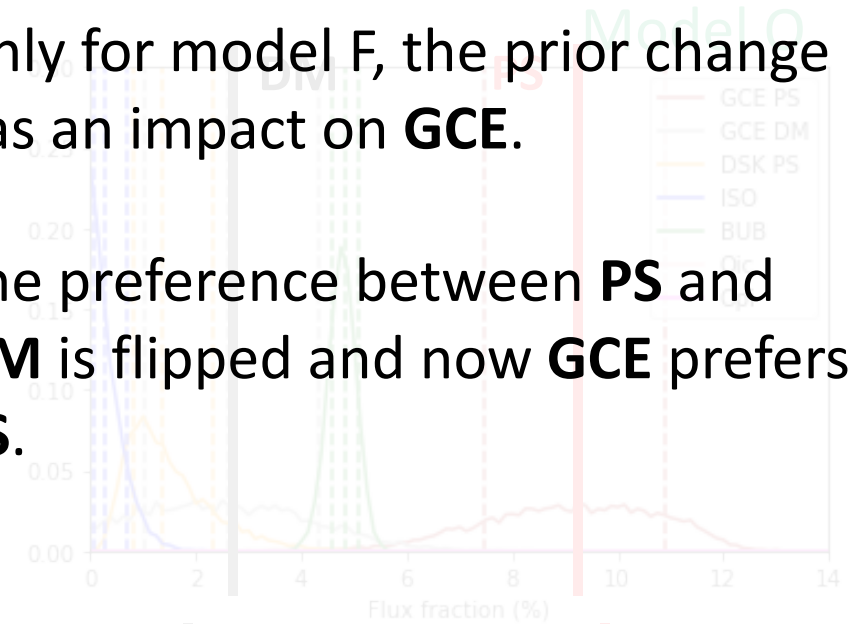 Model O
nly for model F, the prior change
as an impact on GCE.
he preference between PS and
M is flipped and now GCE prefers
S.
DM
PS
GCE PS
GCE DM
DSK PS
ISO
BUB
0.20
0.10
0.05
0.00
0 2 4 6 8 10 12 14
Flux fraction (%)